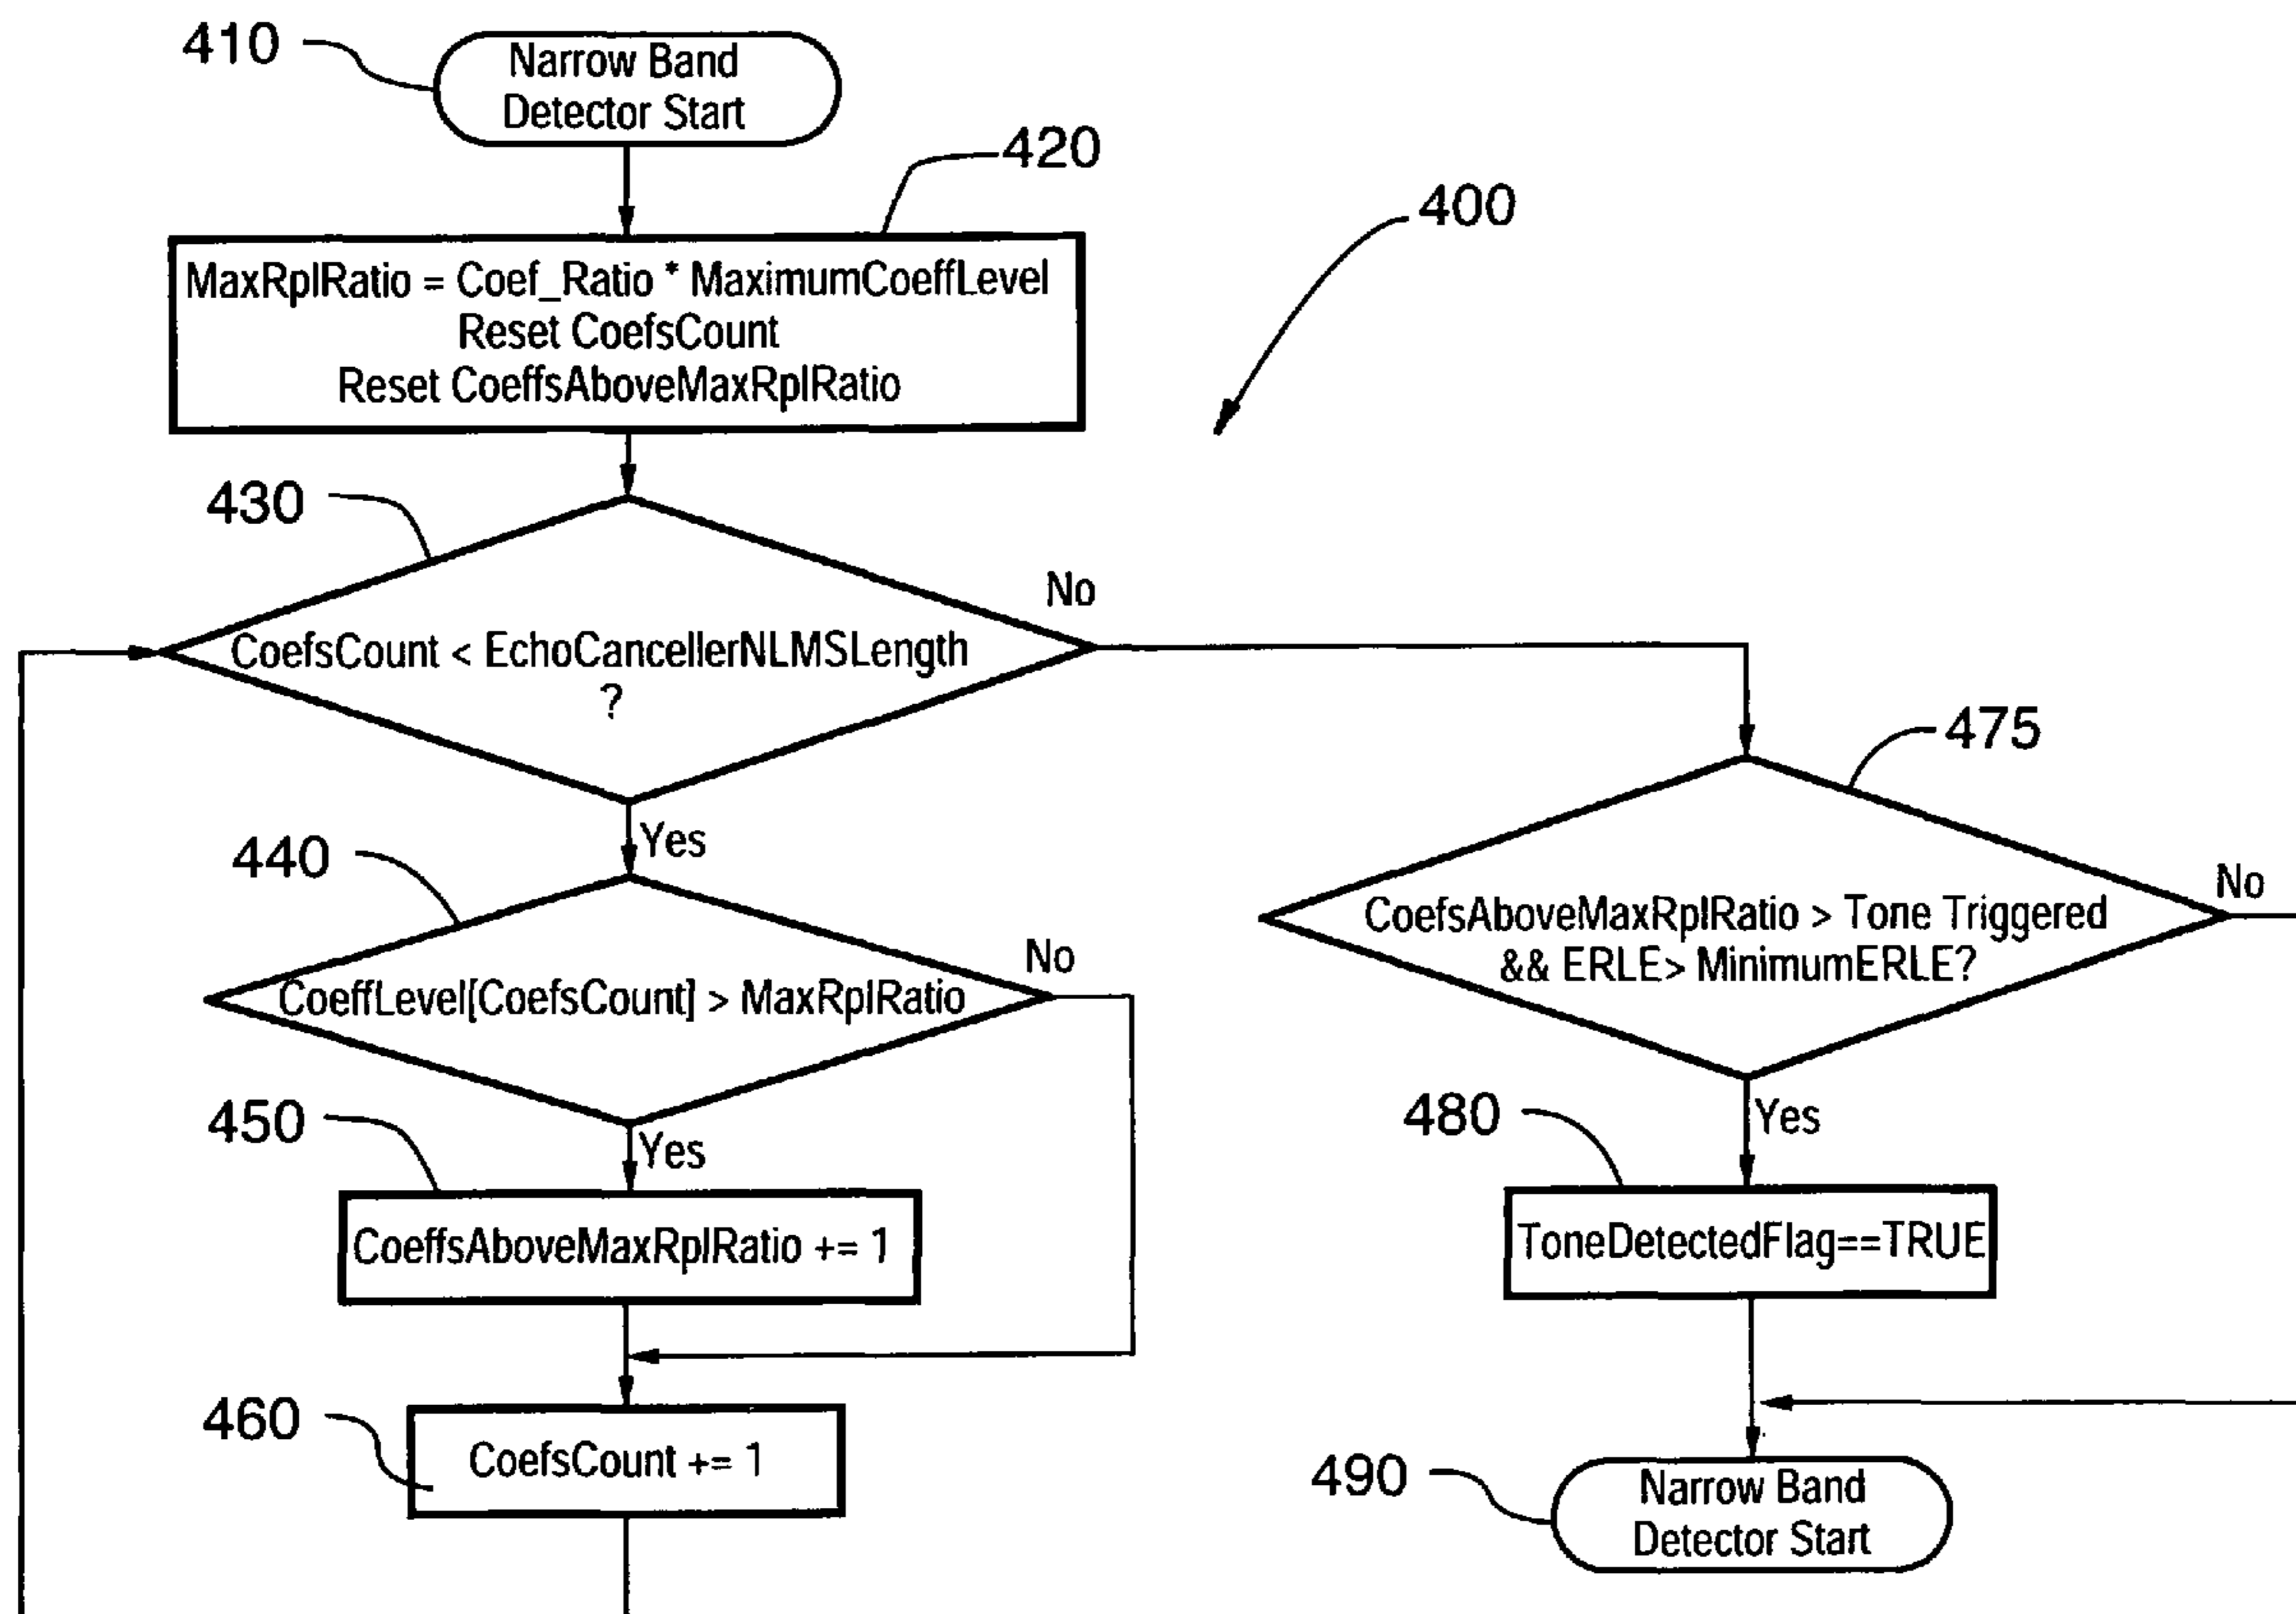 410
Narrow Band
Detector Start
420
400
MaxRplRatio = Coef_Ratio * MaximumCoeffLevel
Reset CoefsCount
Reset CoeffsAboveMaxRplRatio
430
No
CoefsCount < EchoCancellerNLMSLength
?
475
Yes
440
No
CoeffLevel[CoefsCount] > MaxRplRatio
No
CoefsAboveMaxRplRatio > Tone Triggered
&& ERLE> MinimumERLE?
450
Yes
CoeffsAboveMaxRplRatio += 1
480
Yes
ToneDetectedFlag==TRUE
460
CoefsCount += 1
490
Narrow Band
Detector Start